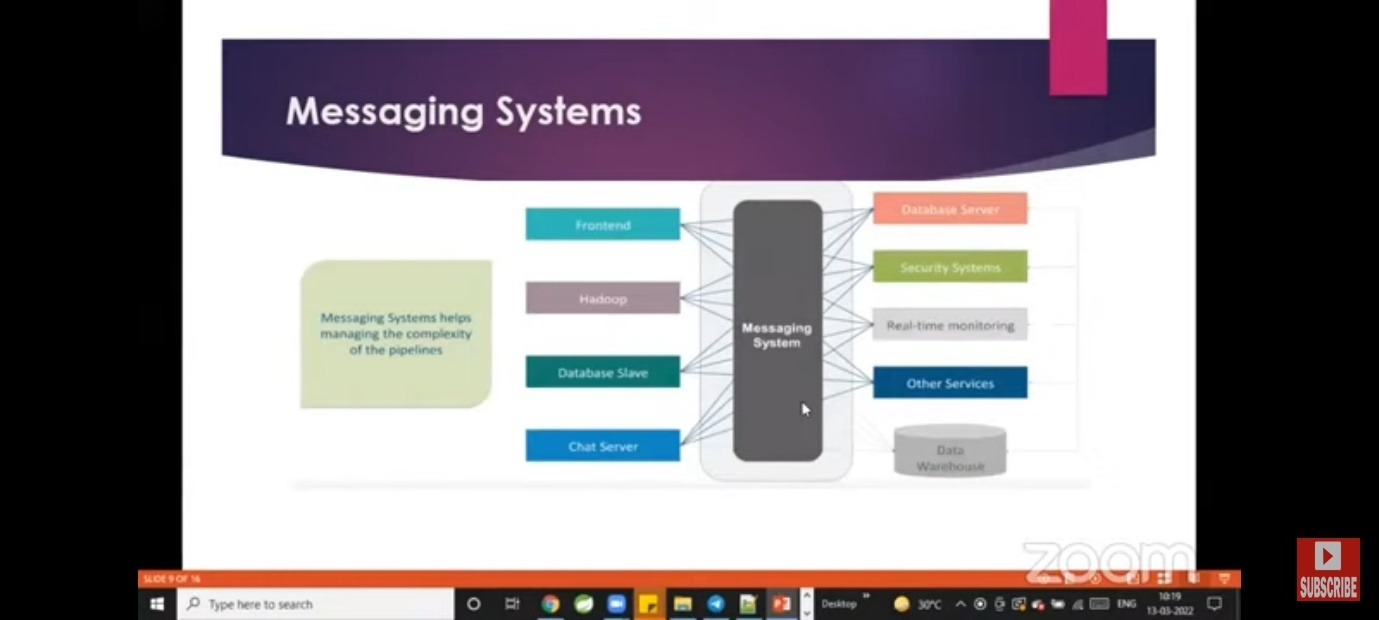 Messaging Systems
Messaging Systems helps
managing the complexity
of the pipelines
Frontend
Hadoop
Database Slave
Chat Server
Messaging
System
Database Server
Security Systems
Real-time monitoring
Other Services
Data
Warehouse
zoom
SUBSCRIBE
SLIDE 9 OF 16
Type here to search
Desktop
30°C
ENG
10:19
13-03-2022